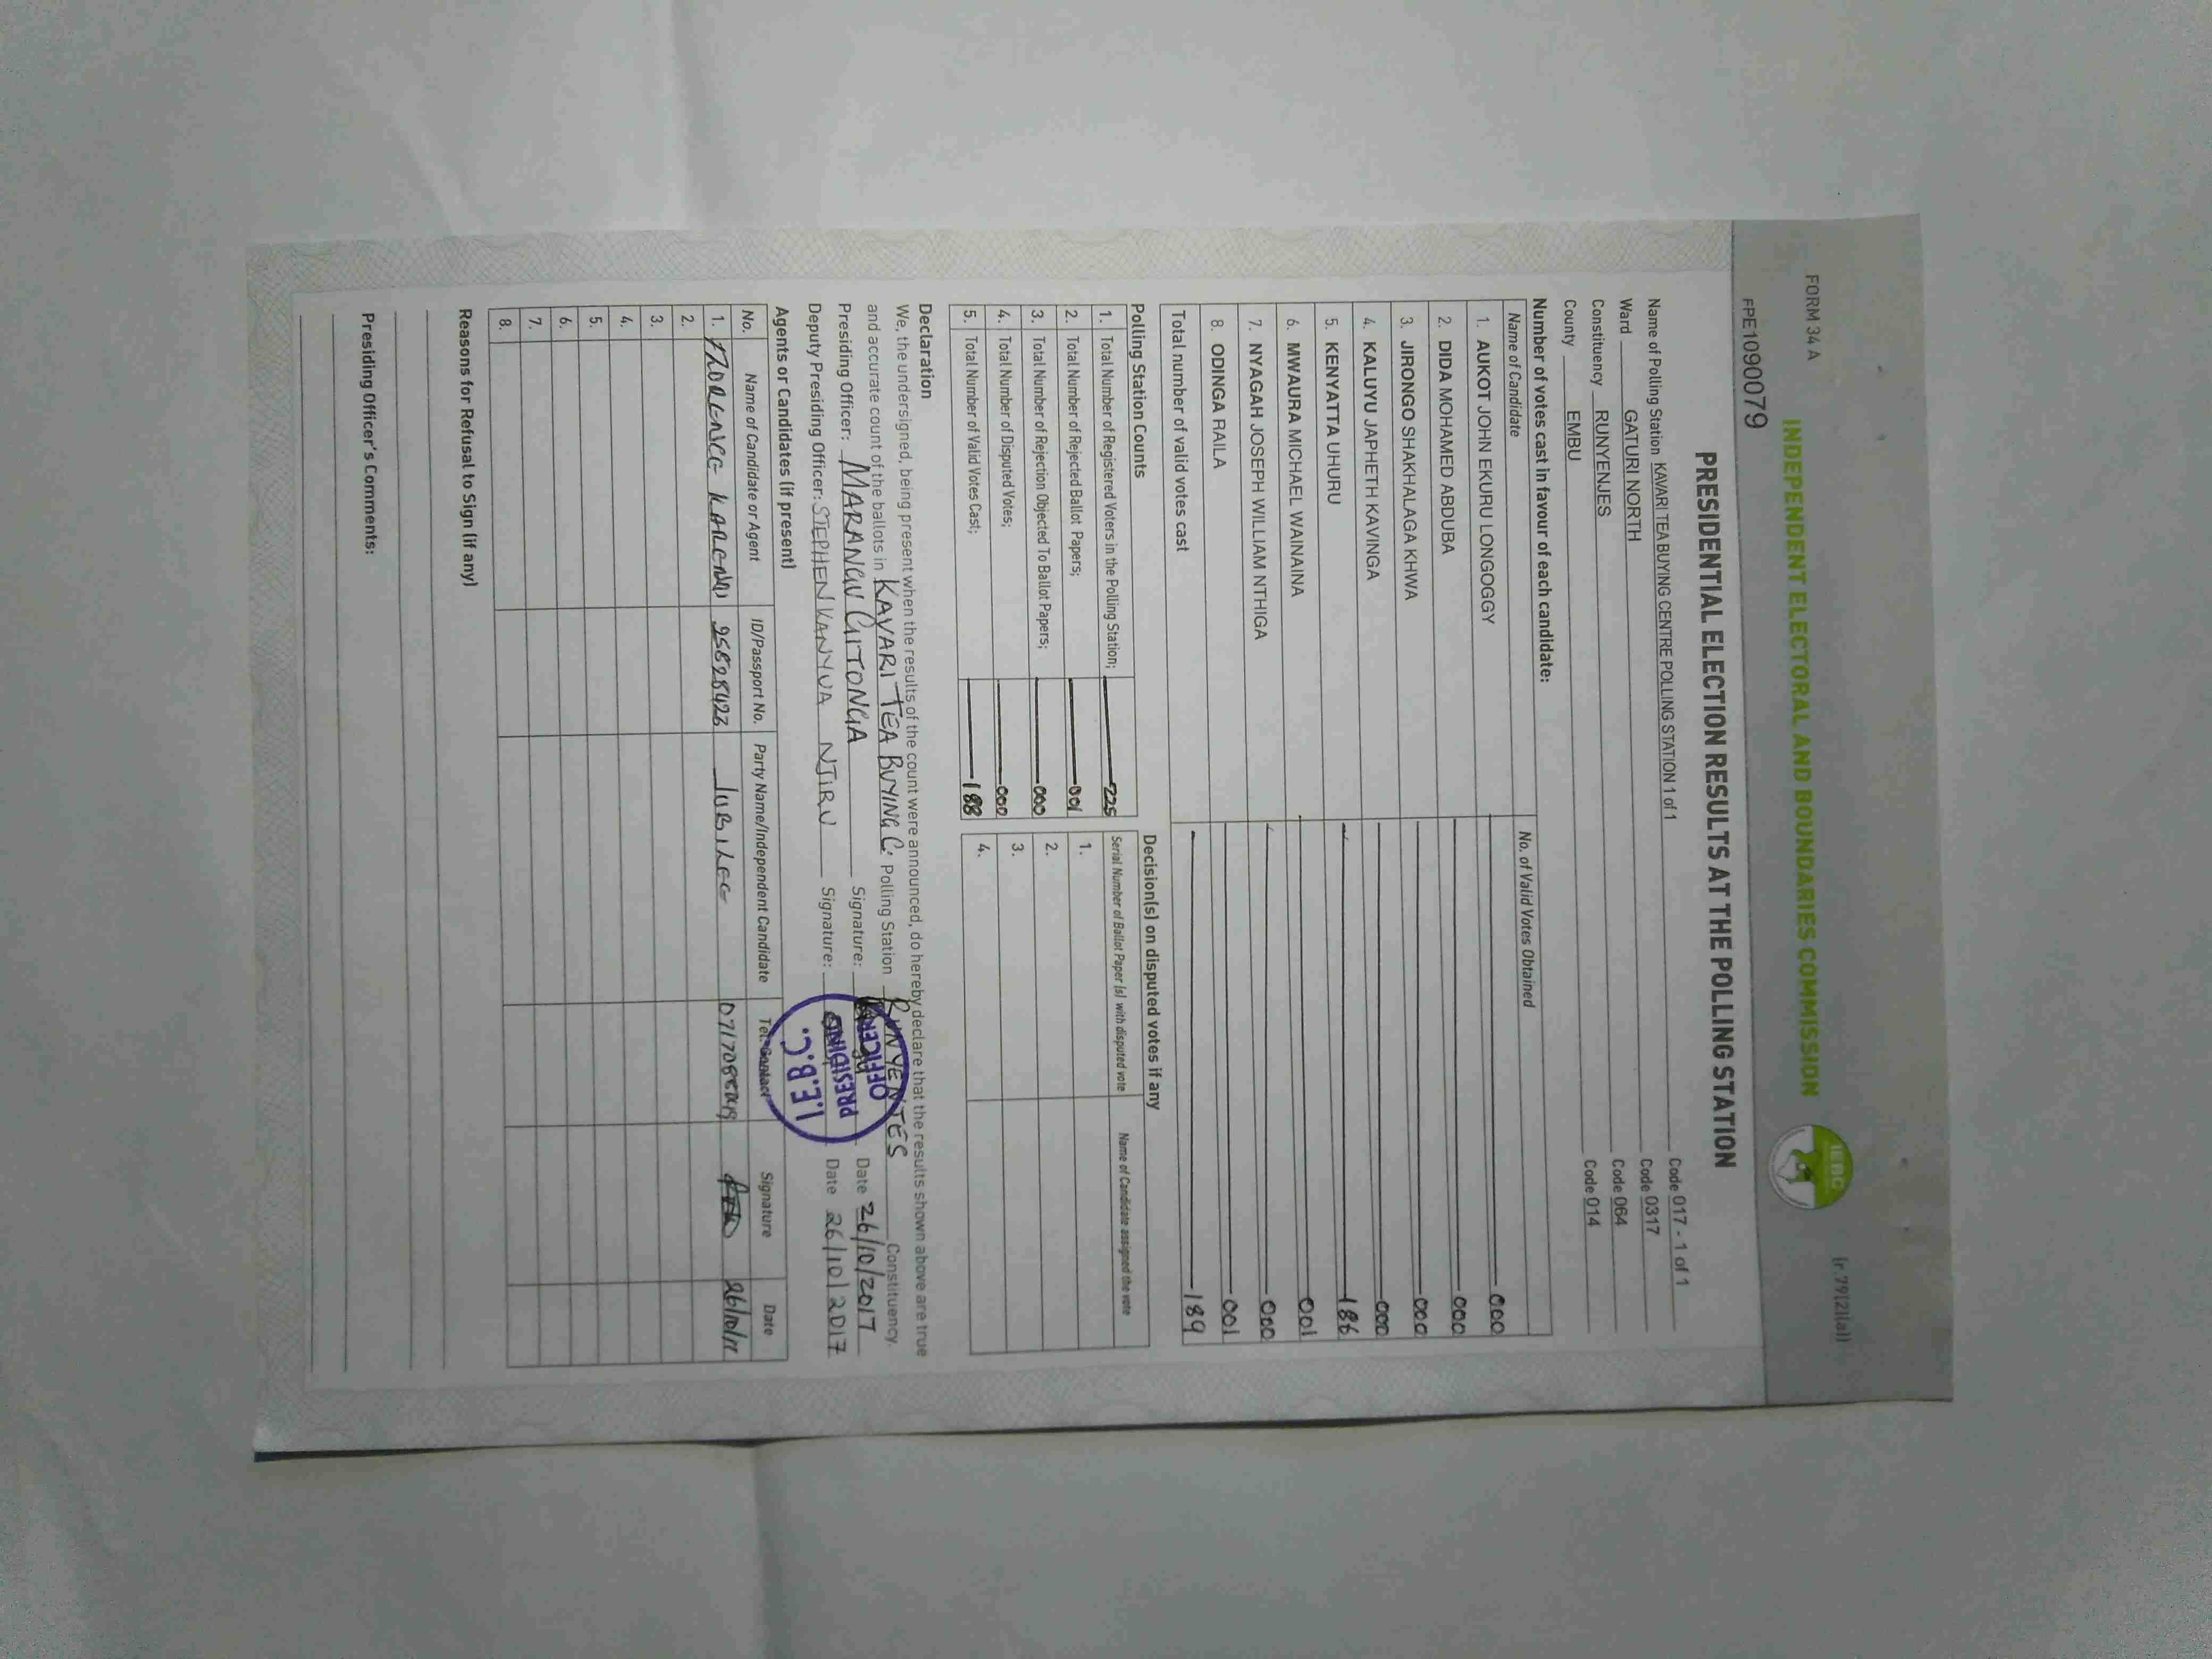 FORM 34 A
(r.79(2)(a))
INDEPENDENT ELECTORAL AND BOUNDARIES COMMISSION
IEBC
FPE1090079
PRESIDENTIAL ELECTION RESULTS AT THE POLLING STATION
Name of Polling Station KAVARI TEA BUYING CENTRE POLLING STATION 1 of 1 Code 017 - 1 of 1
Ward GATURI NORTH Code 0317
Constituency RUNYENJES Code 064
County EMBU Code 014
Number of votes cast in favour of each candidate:
Name of Candidate No. of Valid Votes Obtained
1. AUKOT JOHN EKURU LONGOGGY 000
2. DIDA MOHAMED ABDUBA 000
3. JIRONGO SHAKHALAGA KHWA 000
4. KALUYU JAPHETH KAVINGA 000
5. KENYATTA UHURU 186
6. MWAURA MICHAEL WAINAINA 001
7. NYAGAH JOSEPH WILLIAM NTHIGA 000
8. ODINGA RAILA 001
Total number of valid votes cast 189
Polling Station Counts
1. Total Number of Registered Voters in the Polling Station; 225
2. Total Number of Rejected Ballot Papers; 001
3. Total Number of Rejection Objected To Ballot Papers; 000
4. Total Number of Disputed Votes; 000
5. Total Number of Valid Votes Cast; 188
Decision(s) on disputed votes if any
Serial Number of Ballot Paper (s) with disputed vote Name of Candidate assigned the vote
1.
2.
3.
4.
Declaration
We, the undersigned, being present when the results of the count were announced, do hereby declare that the results shown above are true
and accurate count of the ballots in KAVARI TEA BUYING C. Polling Station RUNYENJES Constituency.
Presiding Officer: MARANGU GITONGA Signature: Date 26/10/2017
Deputy Presiding Officer: STEPHEN KANYUA NJIRU Signature: Date 26/10/2017
I.E.B.C.
PRESIDING
OFFICER
Agents or Candidates (if present)
No. Name of Candidate or Agent ID/Passport No. Party Name/Independent Candidate Tel. Contact Signature Date
1. 25828423 JUBILEE 26/10/17
2.
3.
4.
5.
6.
7.
8.
Reasons for Refusal to Sign (if any)
Presiding Officer's Comments: